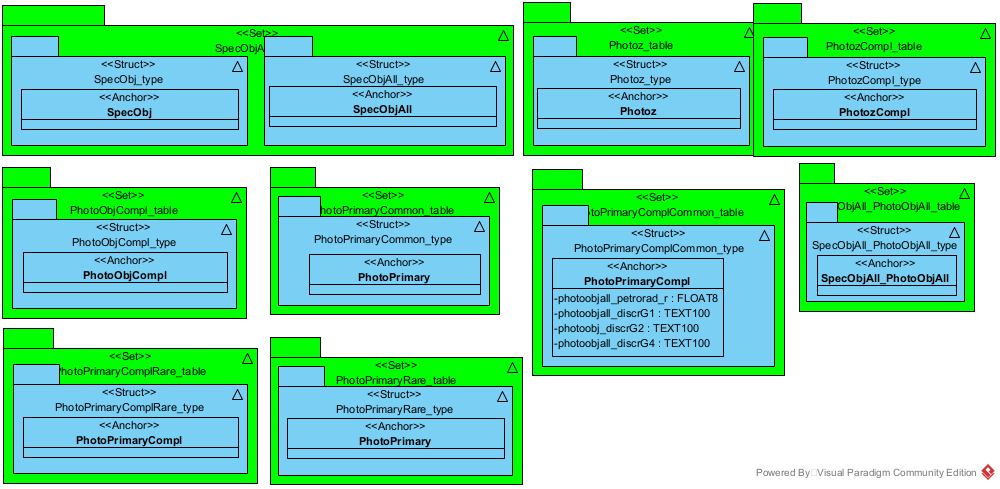 <<Set>>
SpecObjA
<<Struct>>
SpecObj_type
<<Anchor>>
SpecObj
<<Struct>>
SpecObjAll_type
<<Anchor>>
SpecObjAll
<<Set>>
Photoz_table
<<Struct>>
Photoz_type
<<Anchor>>
Photoz
<<Set>>
PhotozCompl_table
<<Struct>>
PhotozCompl_type
<<Anchor>>
PhotozCompl
<<Set>>
PhotoObjCompl_table
<<Struct>>
PhotoObjCompl_type
<<Anchor>>
PhotoObjCompl
<<Set>>
hotoPrimaryCommon_table
<<Struct>>
PhotoPrimaryCommon_type
<<Anchor>>
PhotoPrimary
<<Set>>
toPrimaryComplCommon_table
<<Struct>>
PhotoPrimaryComplCommon_type
<<Anchor>>
PhotoPrimaryCompl
-photoobjall_petrorad_r : FLOAT8
-photoobjall_discrG1 : TEXT100
-photoobj_discrG2 : TEXT100
-photoobjall_discrG4 : TEXT100
<<Set>>
ObjAll_PhotoObjAll_table
<<Struct>>
SpecObjAll_PhotoObjAll_type
<<Anchor>>
SpecObjAll_PhotoObjAll
<<Set>>
hotoPrimaryComplRare_table
<<Struct>>
PhotoPrimaryComplRare_type
<<Anchor>>
PhotoPrimaryCompl
<<Set>>
PhotoPrimaryRare_table
<<Struct>>
PhotoPrimaryRare_type
<<Anchor>>
PhotoPrimary
Powered By Visual Paradigm Community Edition